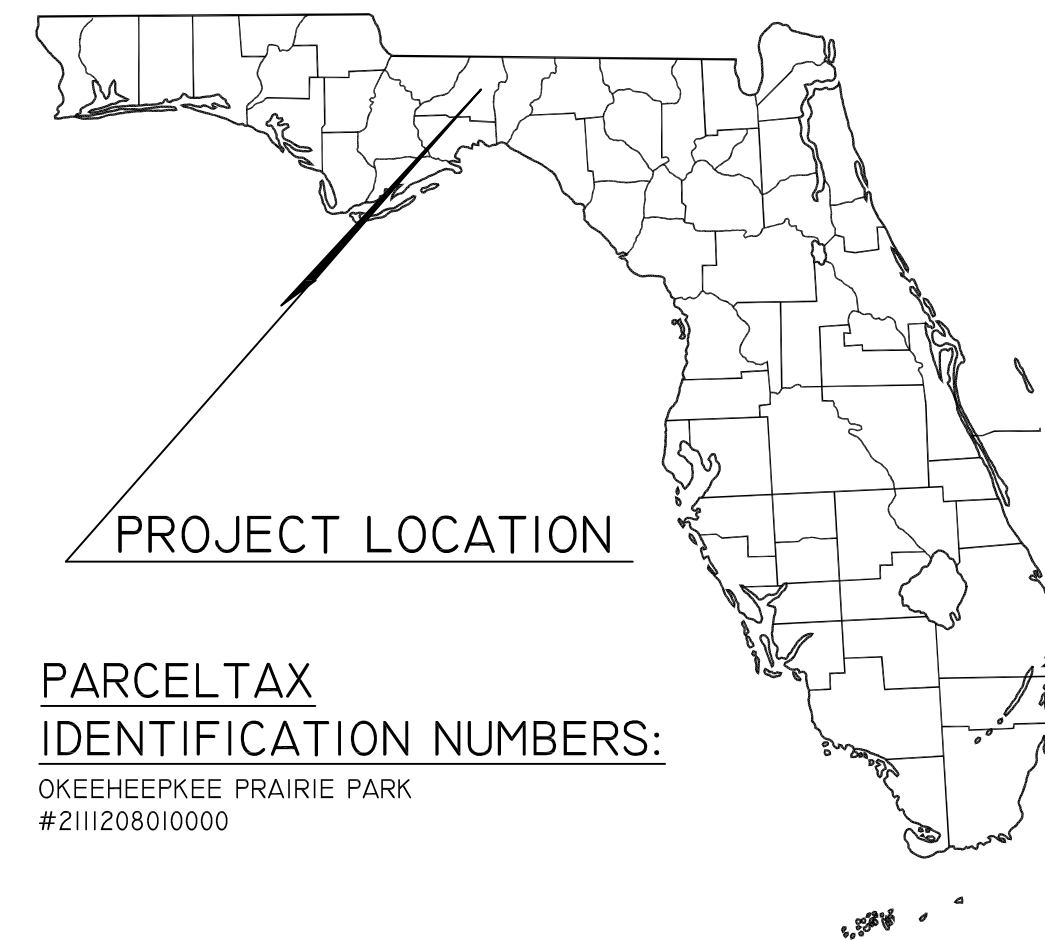 PROJECT LOCATION
PARCELTAX
IDENTIFICATION NUMBERS:
OKEEHEEPKEE PRAIRIE PARK
#2111208010000